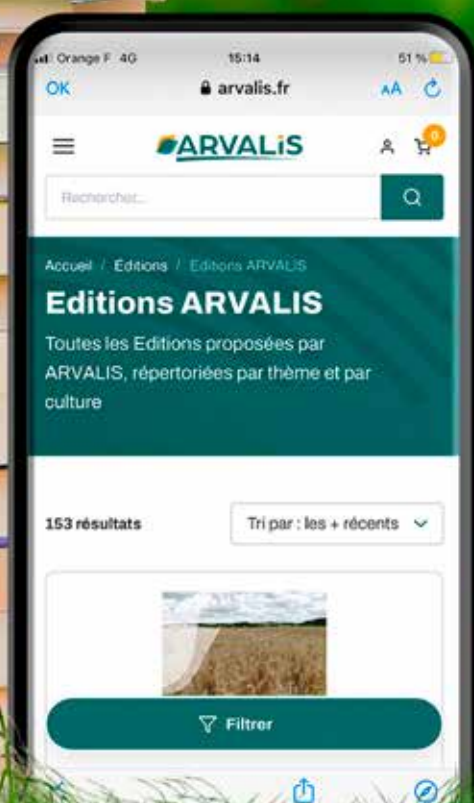 Orange F 4G 15:14 51 %
OK arvalis.fr AA
ARVALiS 0
Rechercher...
Accueil / Editions / Editions ARVALIS
Editions ARVALIS
Toutes les Editions proposées par
ARVALIS, répertoriées par thème et par
culture
153 résultats Tri par : les + récents
Filtrer